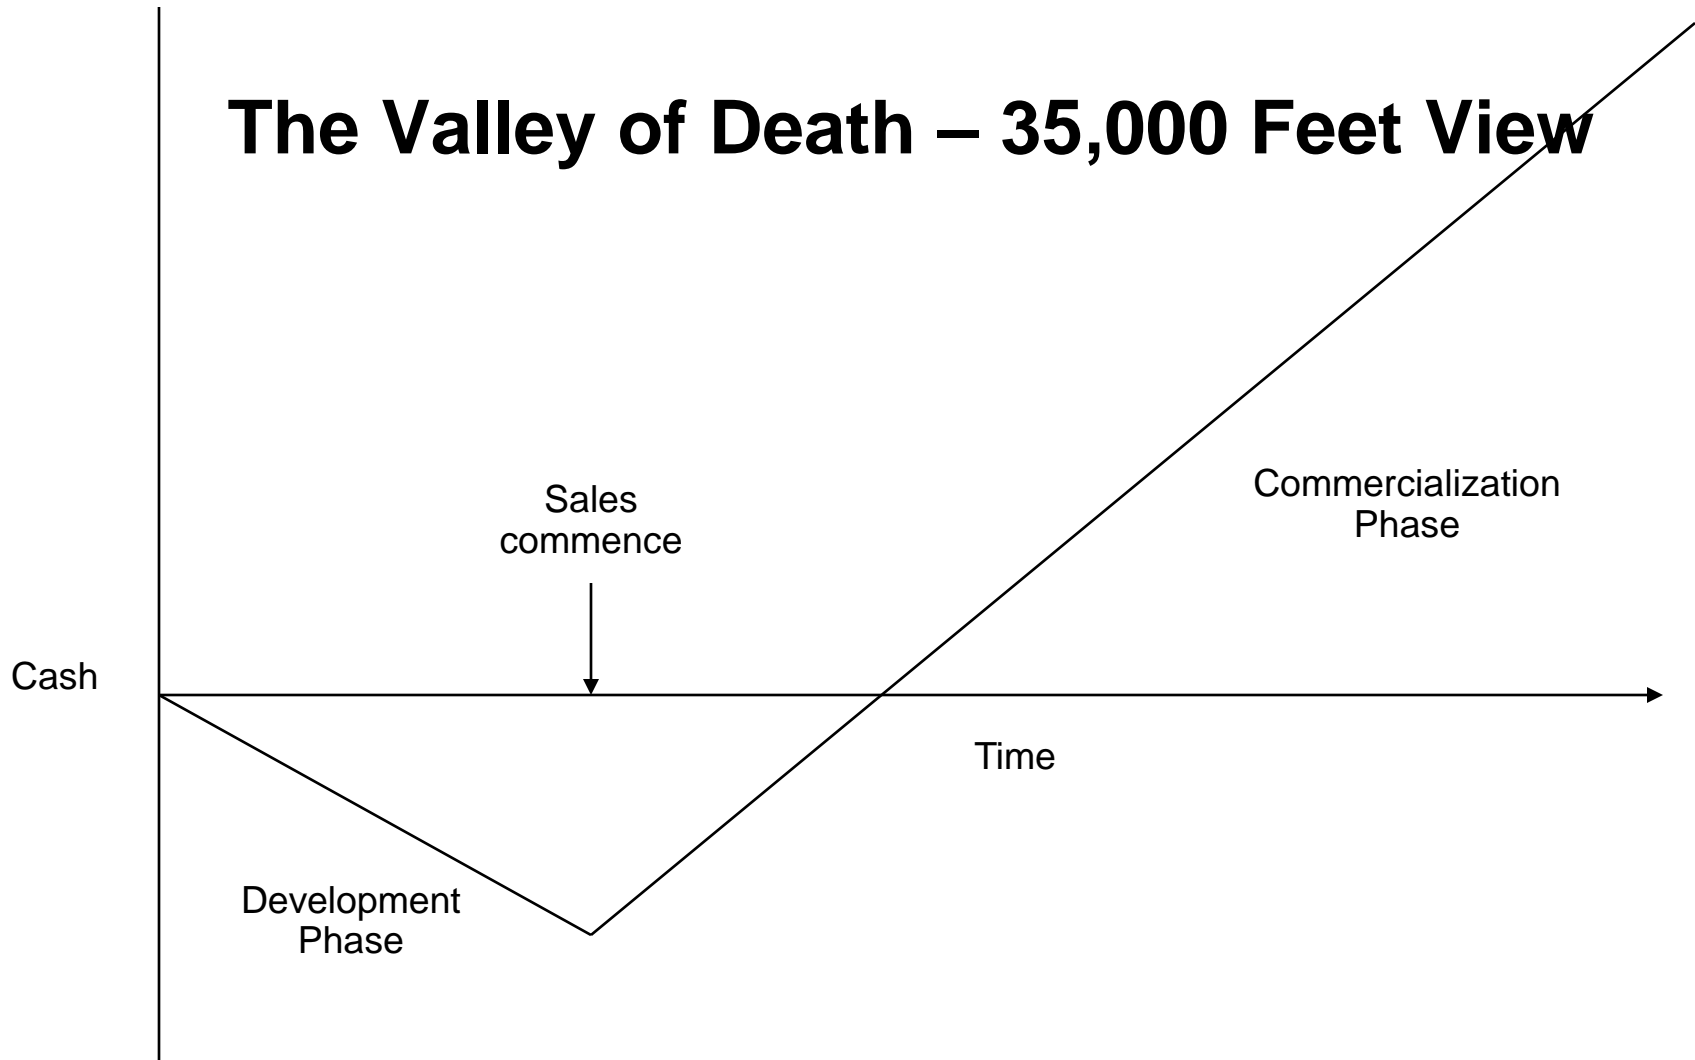 The Valley of Death – 35,000 Feet View
Sales
commence
Commercialization
Phase
Cash
Time
Development
Phase